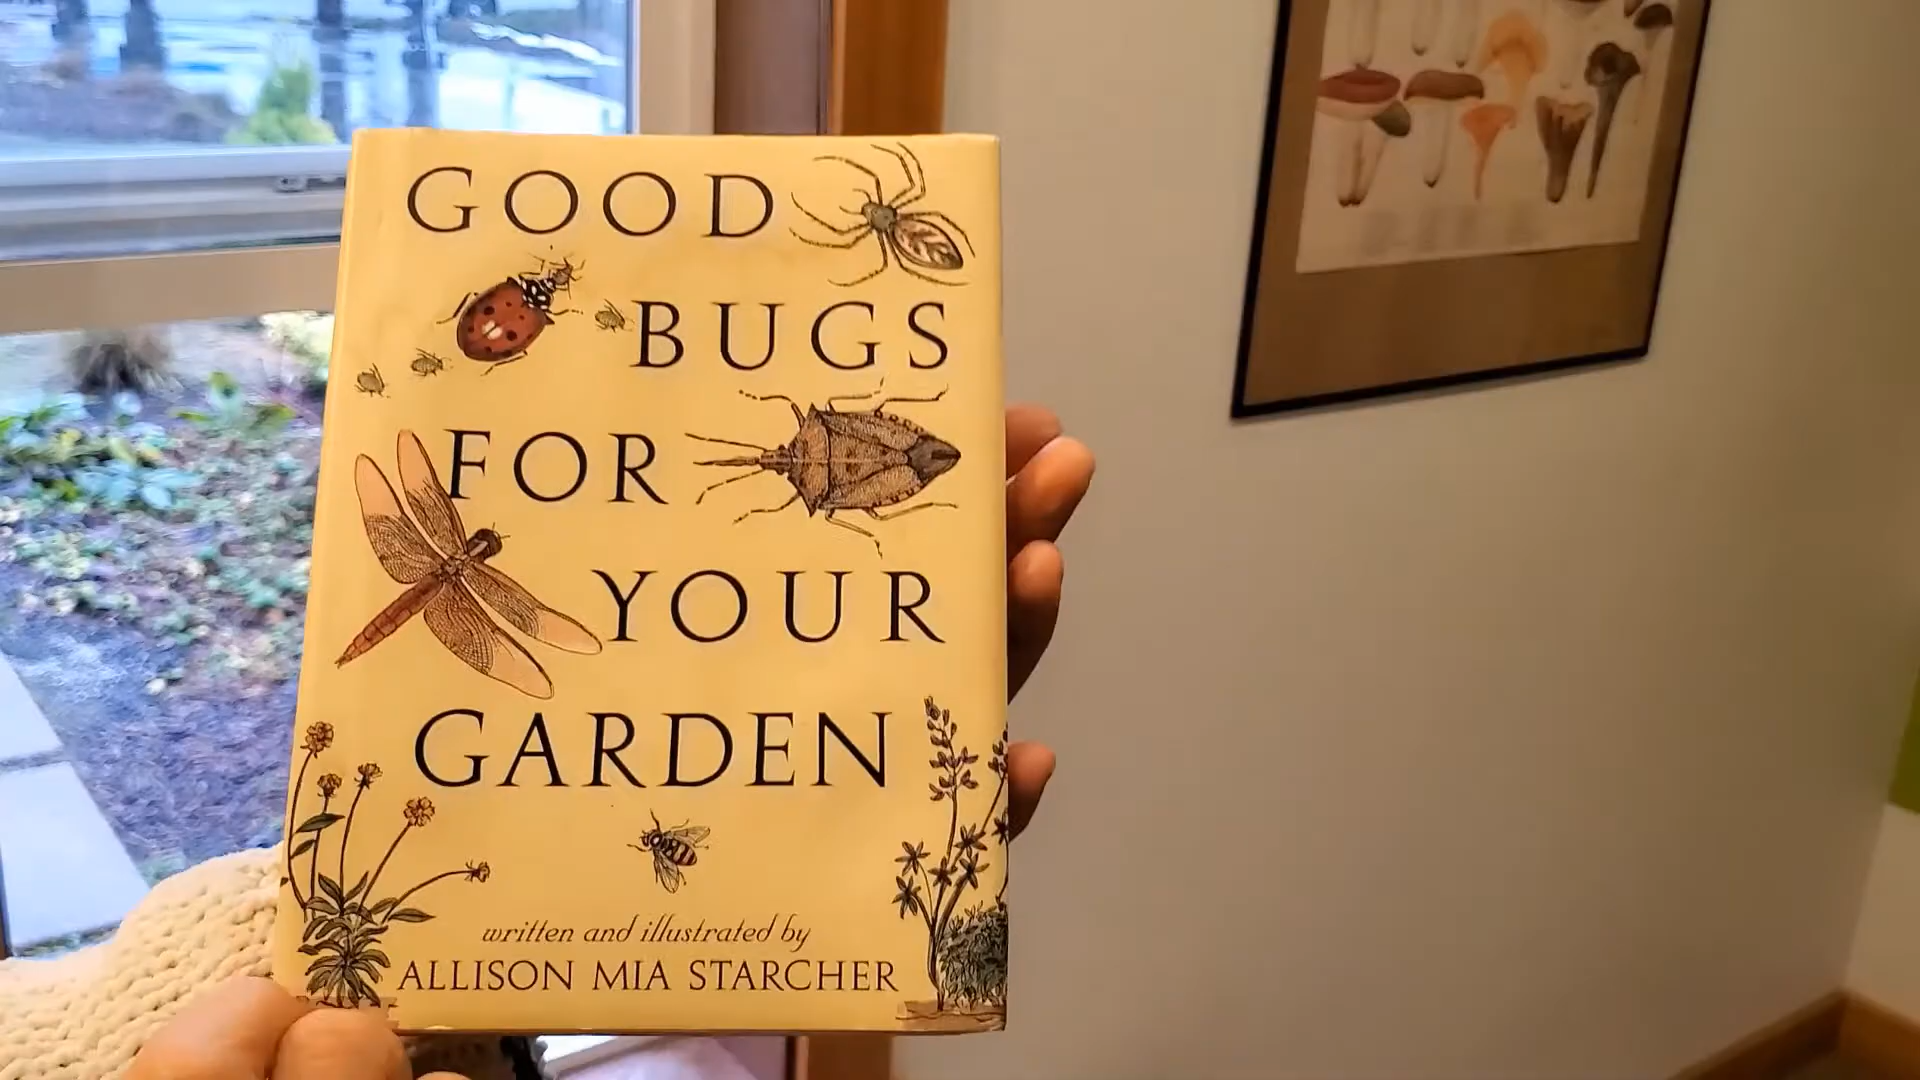 GOOD
BUGS
FOR
YOUR
GARDEN
written and illustrated by
ALLISON MIA STARCHER